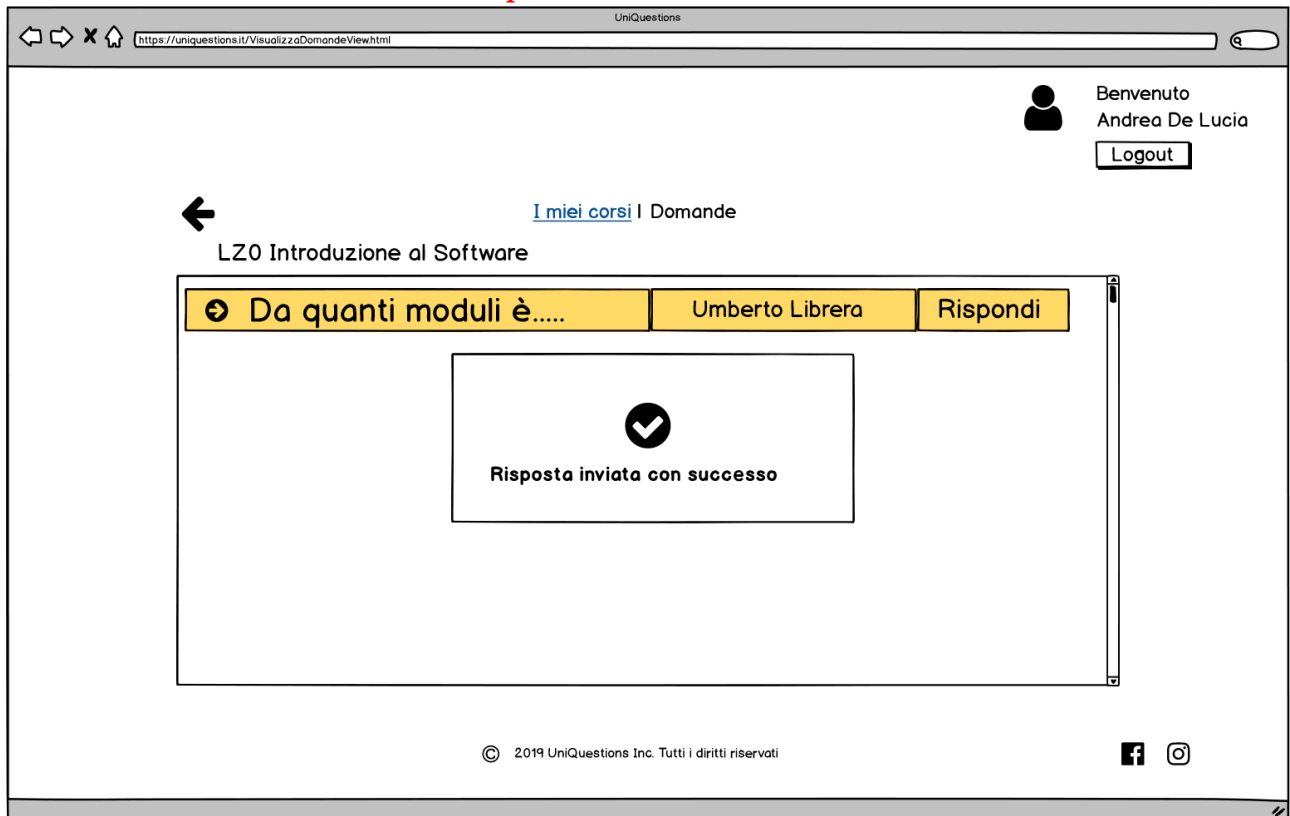 UniQuestions
https://uniquestions.it/VisualizzaDomandeView.html
Benvenuto
Andrea De Lucia
Logout
I miei corsi | Domande
LZ0 Introduzione al Software
Da quanti moduli è..... Umberto Librera Rispondi
Risposta inviata con successo
© 2019 UniQuestions Inc. Tutti i diritti riservati